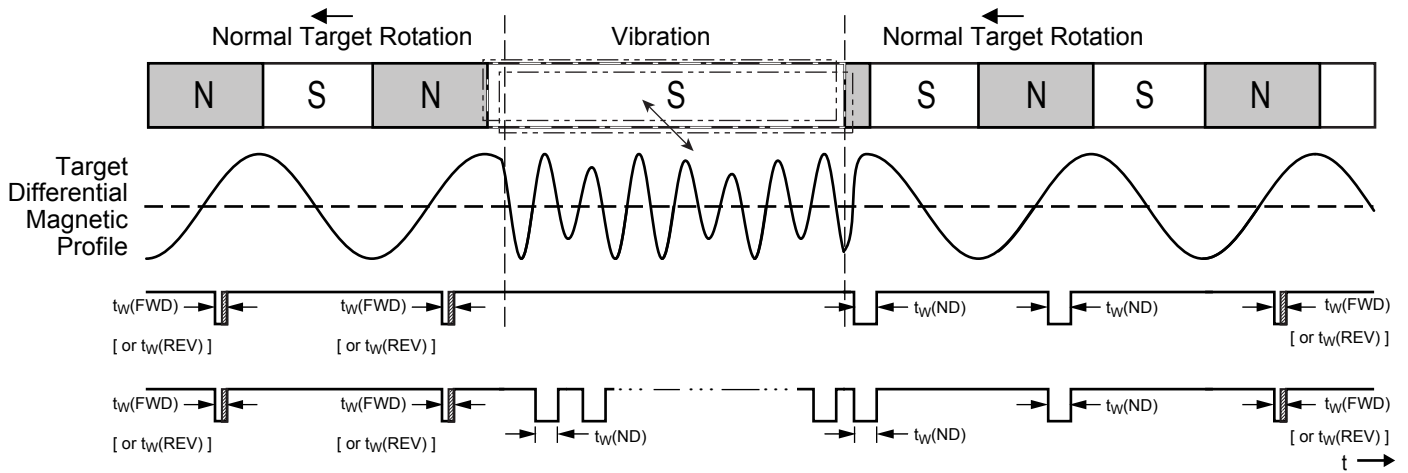 Normal Target Rotation
Vibration
Normal Target Rotation
N
S
N
S
S
N
S
N
Target
Differential
Magnetic
Profile
tW(FWD)
[ or tW(REV) ]
tW(FWD)
[ or tW(REV) ]
tW(ND)
tW(ND)
tW(FWD)
[ or tW(REV) ]
tW(FWD)
[ or tW(REV) ]
tW(FWD)
[ or tW(REV) ]
tW(ND)
tW(ND)
tW(ND)
tW(FWD)
[ or tW(REV) ]
t